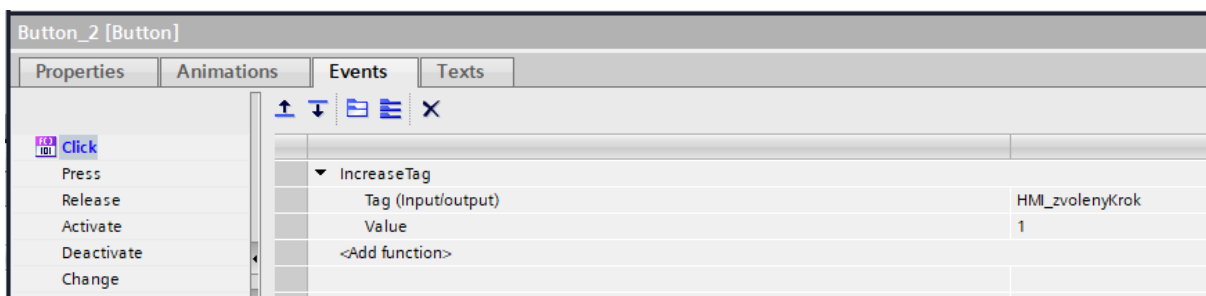 Button_2 [Button]
Properties Animations Events Texts
Click
Press
Release
Activate
Deactivate
Change
IncreaseTag
Tag (Input/output) HMI_zvolenyKrok
Value 1
<Add function>